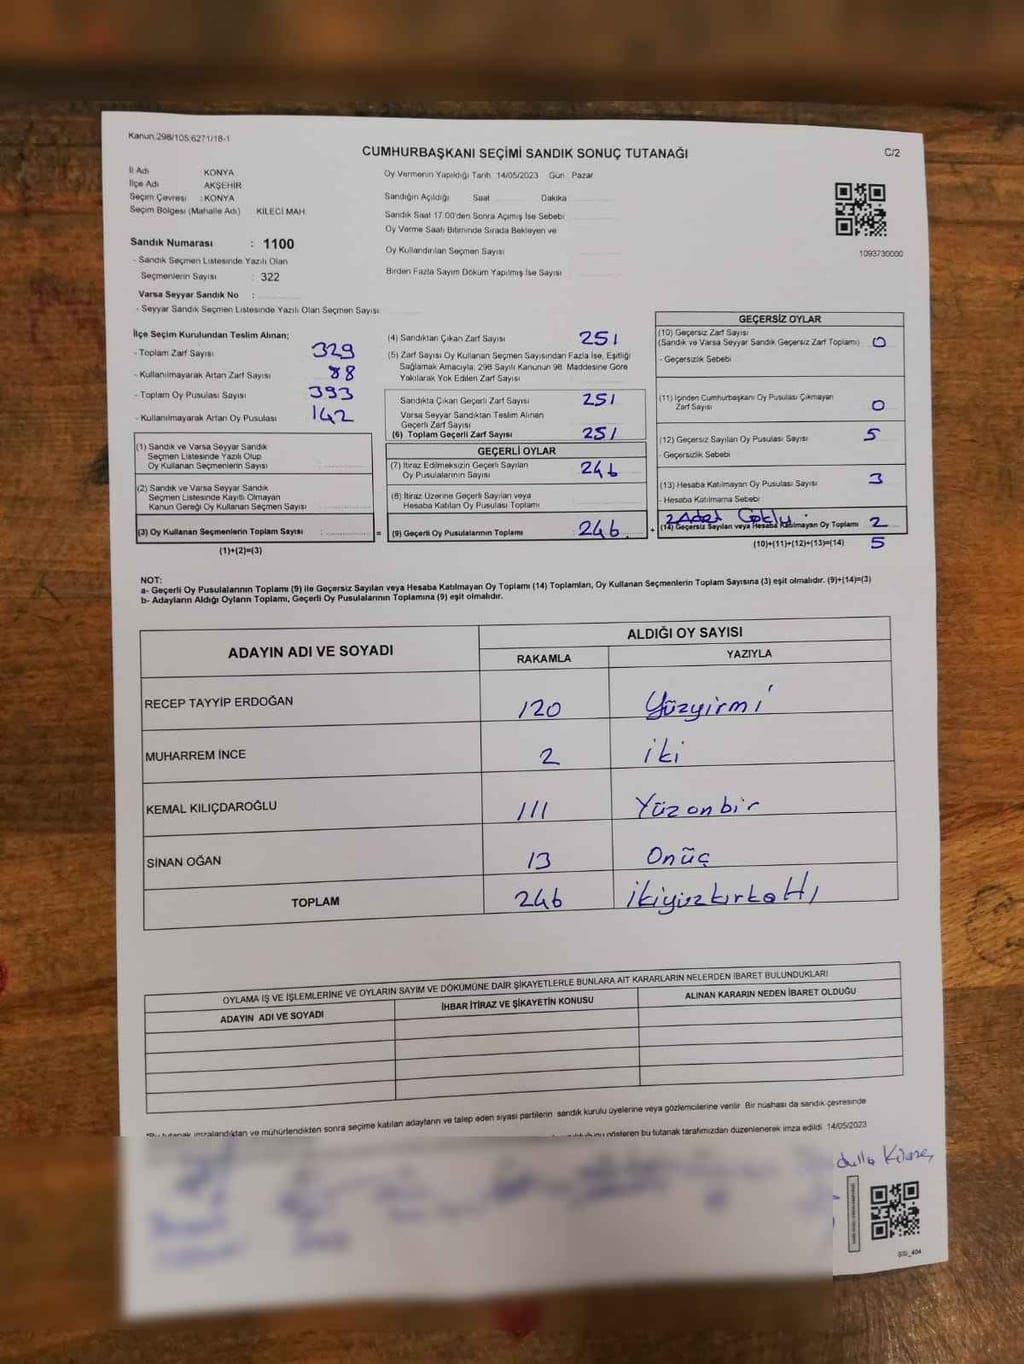 Kanun:298/105;6271/18-1
CUMHURBAŞKANI SEÇİMİ SANDIK SONUÇ TUTANAĞI
C/2
İl Adı KONYA
İlçe Adı AKŞEHİR
Seçim Çevresi : KONYA
Seçim Bölgesi (Mahalle Adı) KİLECİ MAH
Oy Vermenin Yapıldığı Tarih :14/05/2023 Gün : Pazar
Sandığın Açıldığı Saat Dakika
Sandık Saat 17:00'den Sonra Açılmış İse Sebebi
Oy Verme Saati Bitiminde Sırada Bekleyen ve
Oy Kullandırılan Seçmen Sayısı
Birden Fazla Sayım Döküm Yapılmış İse Sayısı
1093730000
Sandık Numarası : 1100
- Sandık Seçmen Listesinde Yazılı Olan
Seçmenlerin Sayısı : 322
Varsa Seyyar Sandık No :
- Seyyar Sandık Seçmen Listesinde Yazılı Olan Seçmen Sayısı:
İlçe Seçim Kurulundan Teslim Alınan;
- Toplam Zarf Sayısı 329
- Kullanılmayarak Artan Zarf Sayısı 88
- Toplam Oy Pusulası Sayısı 393
- Kullanılmayarak Artan Oy Pusulası 142
(1) Sandık ve Varsa Seyyar Sandık
Seçmen Listesinde Yazılı Olup
Oy Kullanan Seçmenlerin Sayısı
(2) Sandık ve Varsa Seyyar Sandık
Seçmen Listesinde Kayıtlı Olmayan
Kanun Gereği Oy Kullanan Seçmen Sayısı
(3) Oy Kullanan Seçmenlerin Toplam Sayısı =
(1)+(2)=(3)
(4) Sandıktan Çıkan Zarf Sayısı 251
(5) Zarf Sayısı Oy Kullanan Seçmen Sayısından Fazla İse, Eşitliği
Sağlamak Amacıyla, 298 Sayılı Kanunun 98. Maddesine Göre
Yakılarak Yok Edilen Zarf Sayısı
Sandıkta Çıkan Geçerli Zarf Sayısı 251
Varsa Seyyar Sandıktan Teslim Alınan
Geçerli Zarf Sayısı
(6) Toplam Geçerli Zarf Sayısı 251
GEÇERLİ OYLAR
(7) İtiraz Edilmeksizin Geçerli Sayılan
Oy Pusulalarının Sayısı 246
(8) İtiraz Üzerine Geçerli Sayılan veya
Hesaba Katılan Oy Pusulası Toplamı
(9) Geçerli Oy Pusulalarının Toplamı 246 +
GEÇERSİZ OYLAR
(10) Geçersiz Zarf Sayısı
(Sandık ve Varsa Seyyar Sandık Geçersiz Zarf Toplamı) 0
- Geçersizlik Sebebi
(11) İçinden Cumhurbaşkanı Oy Pusulası Çıkmayan
Zarf Sayısı 0
(12) Geçersiz Sayılan Oy Pusulası Sayısı 5
- Geçersizlik Sebebi
(13) Hesaba Katılmayan Oy Pusulası Sayısı 3
- Hesaba Katılmama Sebebi
2 Adet Çoklu
(14) Geçersiz Sayılan veya Hesaba Katılmayan Oy Toplamı 2
(10)+(11)+(12)+(13)=(14) 5
NOT:
a- Geçerli Oy Pusulalarının Toplamı (9) ile Geçersiz Sayılan veya Hesaba Katılmayan Oy Toplamı (14) Toplamları, Oy Kullanan Seçmenlerin Toplam Sayısına (3) eşit olmalıdır. (9)+(14)=(3)
b- Adayların Aldığı Oyların Toplamı, Geçerli Oy Pusulalarının Toplamına (9) eşit olmalıdır.
ADAYIN ADI VE SOYADI
ALDIĞI OY SAYISI
RAKAMLA YAZIYLA
RECEP TAYYİP ERDOĞAN 120 Yüzyirmi
MUHARREM İNCE 2 iki
KEMAL KILIÇDAROĞLU 111 Yüzonbir
SİNAN OĞAN 13 Onüç
TOPLAM 246 ikiyüzkırkaltı
OYLAMA İŞ VE İŞLEMLERİNE VE OYLARIN SAYIM VE DÖKÜMÜNE DAİR ŞİKAYETLERLE BUNLARA AİT KARARLARIN NELERDEN İBARET BULUNDUKLARI
ADAYIN ADI VE SOYADI İHBAR İTİRAZ VE ŞİKAYETİN KONUSU ALINAN KARARIN NEDEN İBARET OLDUĞU
*Bu tutanak imzalandıktan ve mühürlendikten sonra seçime katılan adayların ve talep eden siyasi partilerin sandık kurulu üyelerine veya gözlemcilerine verilir. Bir nüshası da sandık çevresinde
gösteren bu tutanak tarafımızdan düzenlenerek imza edildi. 14/05/2023
SSİ_404